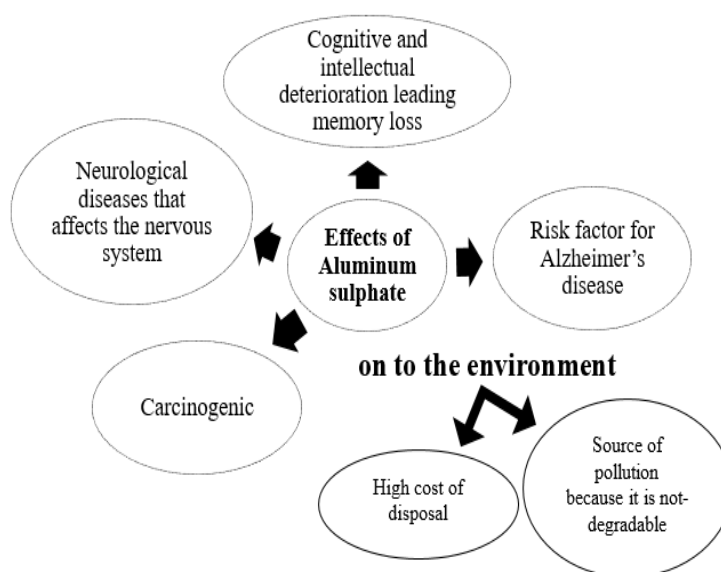 Cognitive and
intellectual
deterioration leading
memory loss
Neurological
diseases that
affects the nervous
system
Effects of
Aluminum
sulphate
Risk factor for
Alzheimer's
disease
Carcinogenic
on to the environment
High cost of
disposal
Source of
pollution
because it is not-
degradable